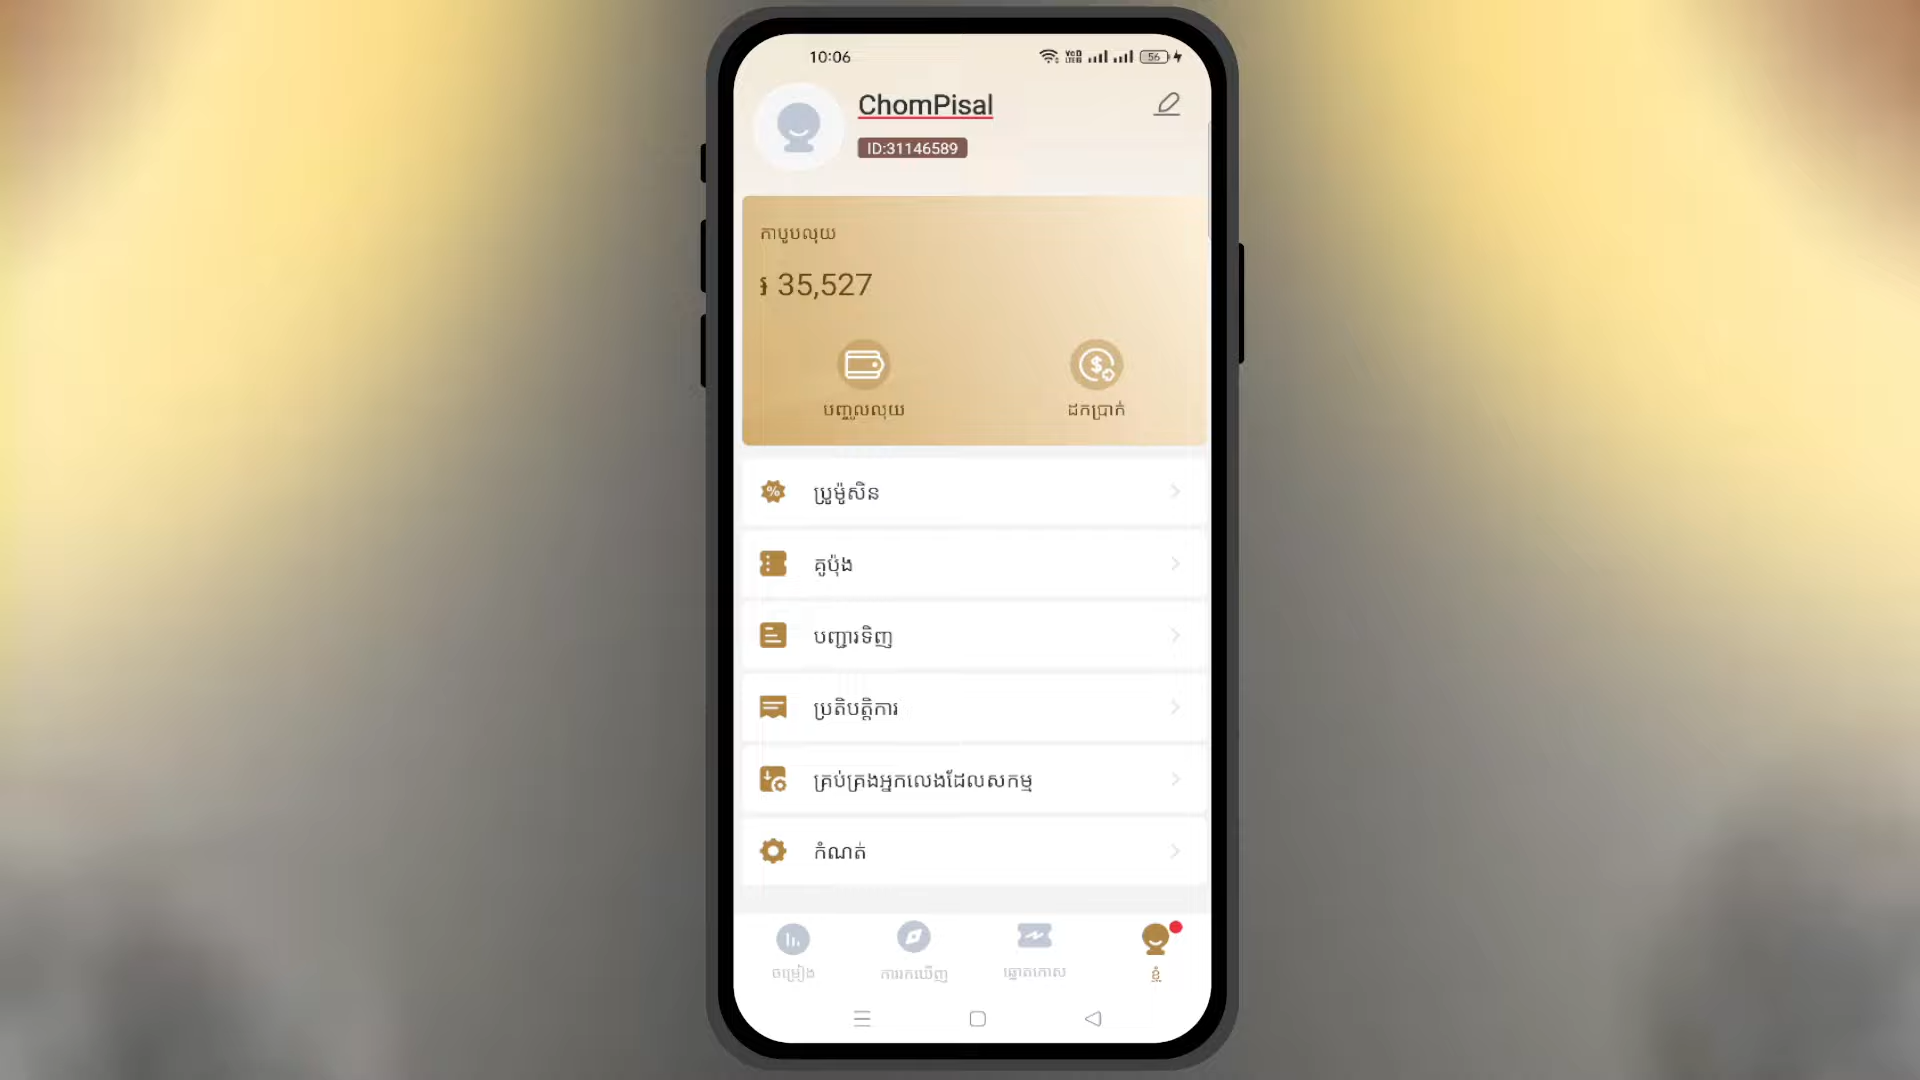 10:06
56
ChomPisal
ID:31146589
កាបូបលុយ
៛ 35,527
បញ្ចូលលុយ
ដកប្រាក់
ប្រូម៉ូសិន
គូប៉ុង
បញ្ជារទិញ
ប្រតិបត្តិការ
គ្រប់គ្រងអ្នកលេងដែលសកម្ម
កំណត់
ចម្រៀង
ការរកឃើញ
ឆ្នោតកោស
ខ្ញុំ